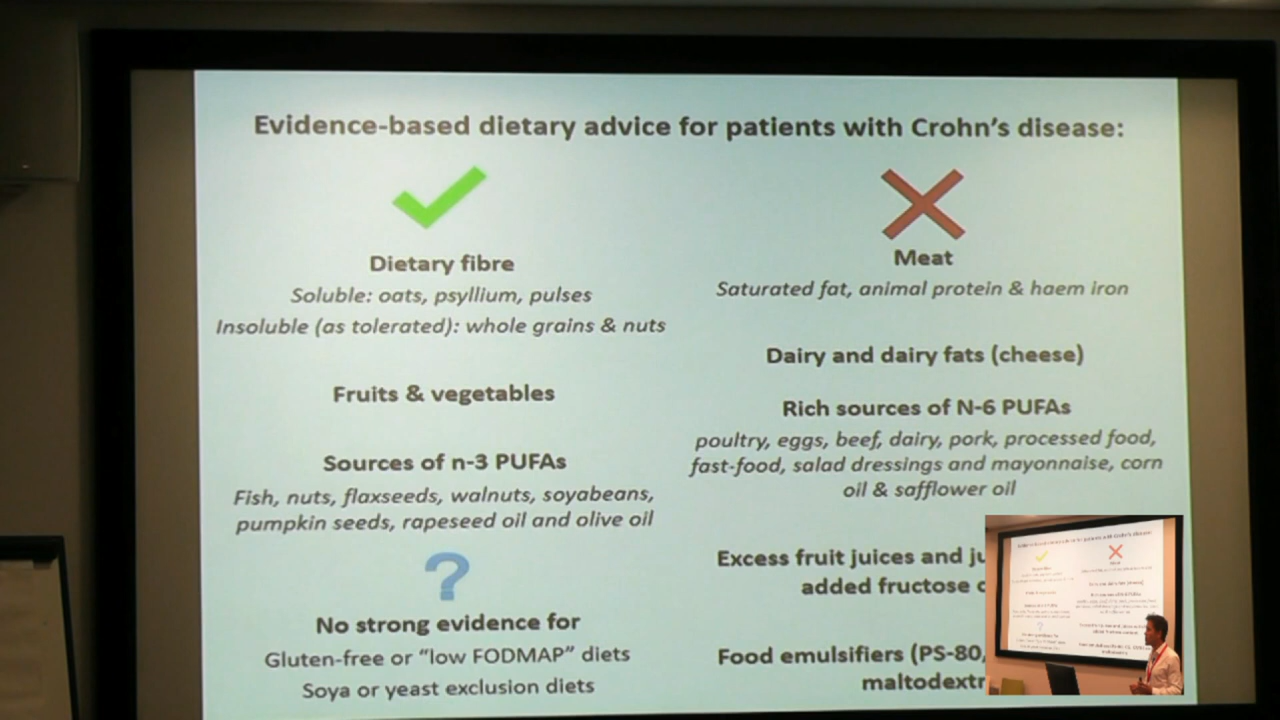 Evidence-based dietary advice for patients with Crohn's disease:
Dietary fibre
Soluble: oats, psyllium, pulses
Insoluble (as tolerated): whole grains & nuts
Fruits & vegetables
Sources of n-3 PUFAs
Fish, nuts, flaxseeds, walnuts, soyabeans,
pumpkin seeds, rapeseed oil and olive oil
?
No strong evidence for
Gluten-free or "low FODMAP" diets
Soya or yeast exclusion diets
Meat
Saturated fat, animal protein & haem iron
Dairy and dairy fats (cheese)
Rich sources of N-6 PUFAs
poultry, eggs, beef, dairy, pork, processed food,
fast-food, salad dressings and mayonnaise, corn
oil & safflower oil
Excess fruit juices and
added fructose
Food emulsifiers (PS-80,